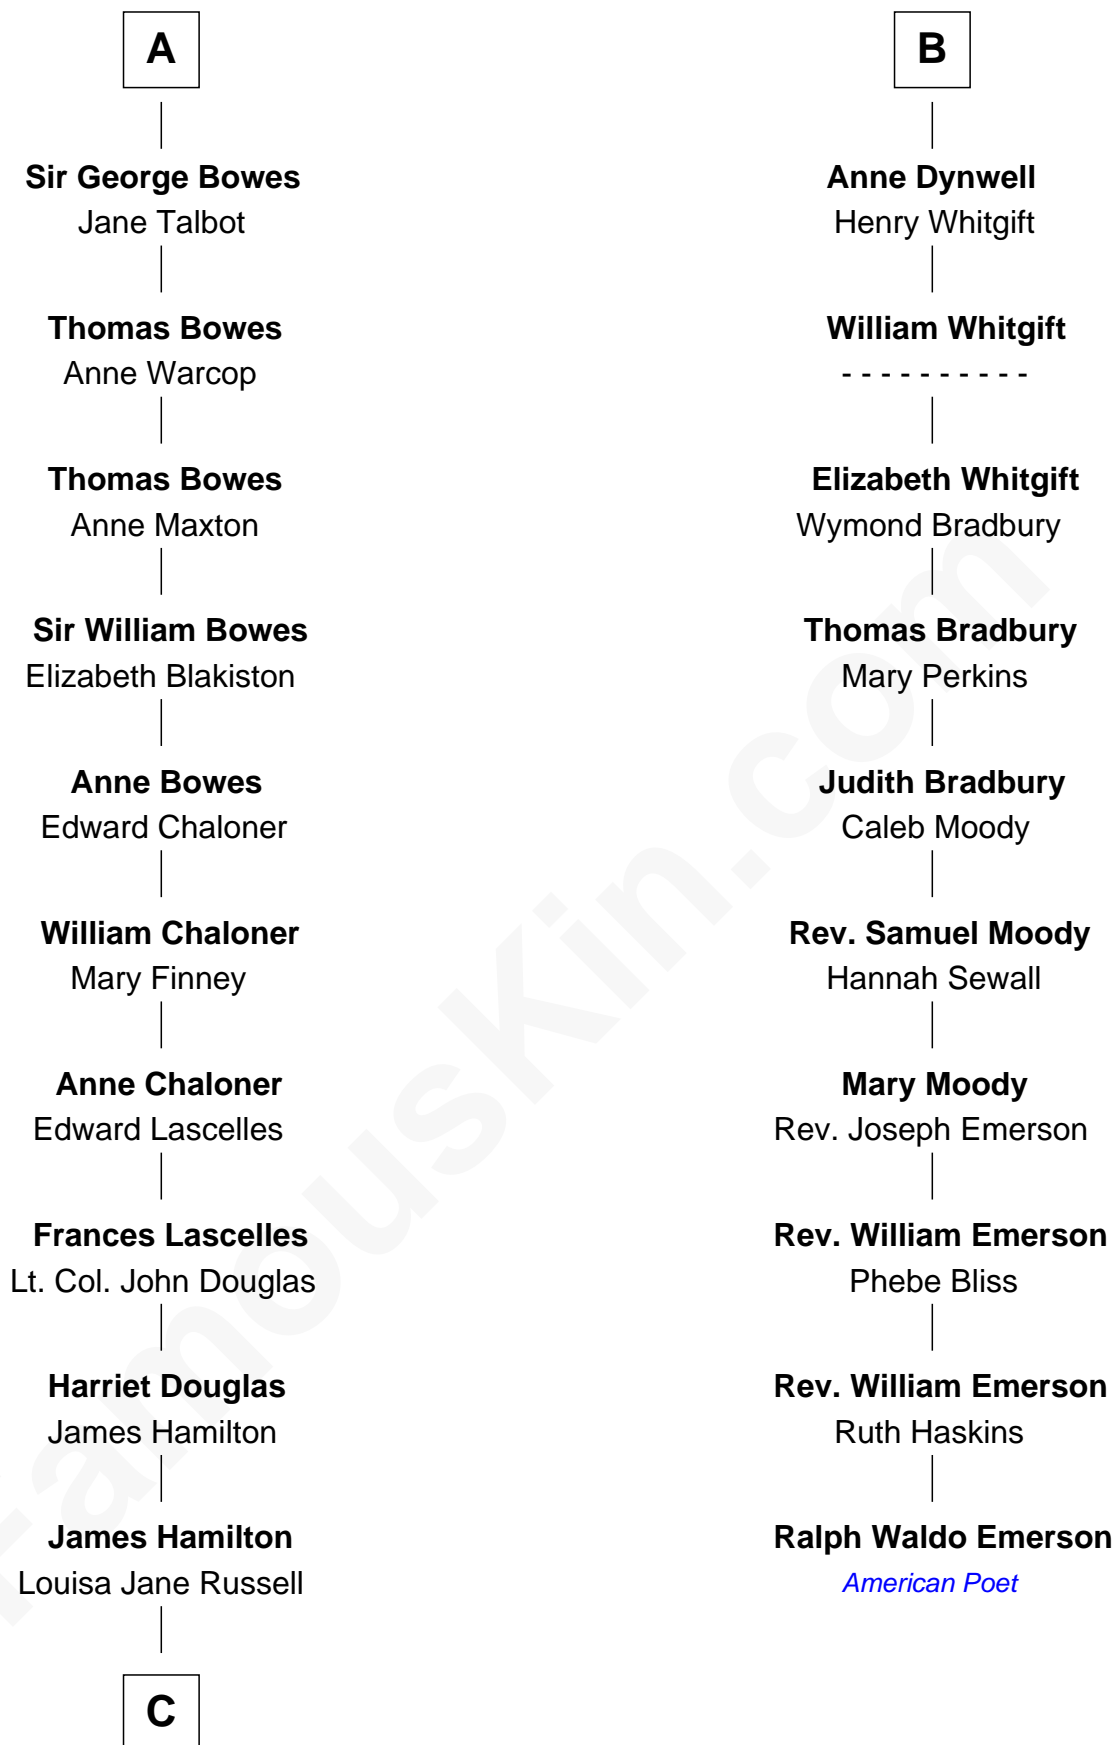 A
Sir George Bowes
Jane Talbot
Thomas Bowes
Anne Warcop
Thomas Bowes
Anne Maxton
Sir William Bowes
Elizabeth Blakiston
Anne Bowes
Edward Chaloner
William Chaloner
Mary Finney
Anne Chaloner
Edward Lascelles
Frances Lascelles
Lt. Col. John Douglas
Harriet Douglas
James Hamilton
James Hamilton
Louisa Jane Russell
C
B
Anne Dynwell
Henry Whitgift
William Whitgift
- - - - - - - - - -
Elizabeth Whitgift
Wymond Bradbury
Thomas Bradbury
Mary Perkins
Judith Bradbury
Caleb Moody
Rev. Samuel Moody
Hannah Sewall
Mary Moody
Rev. Joseph Emerson
Rev. William Emerson
Phebe Bliss
Rev. William Emerson
Ruth Haskins
Ralph Waldo Emerson
American Poet
FamousKin.com